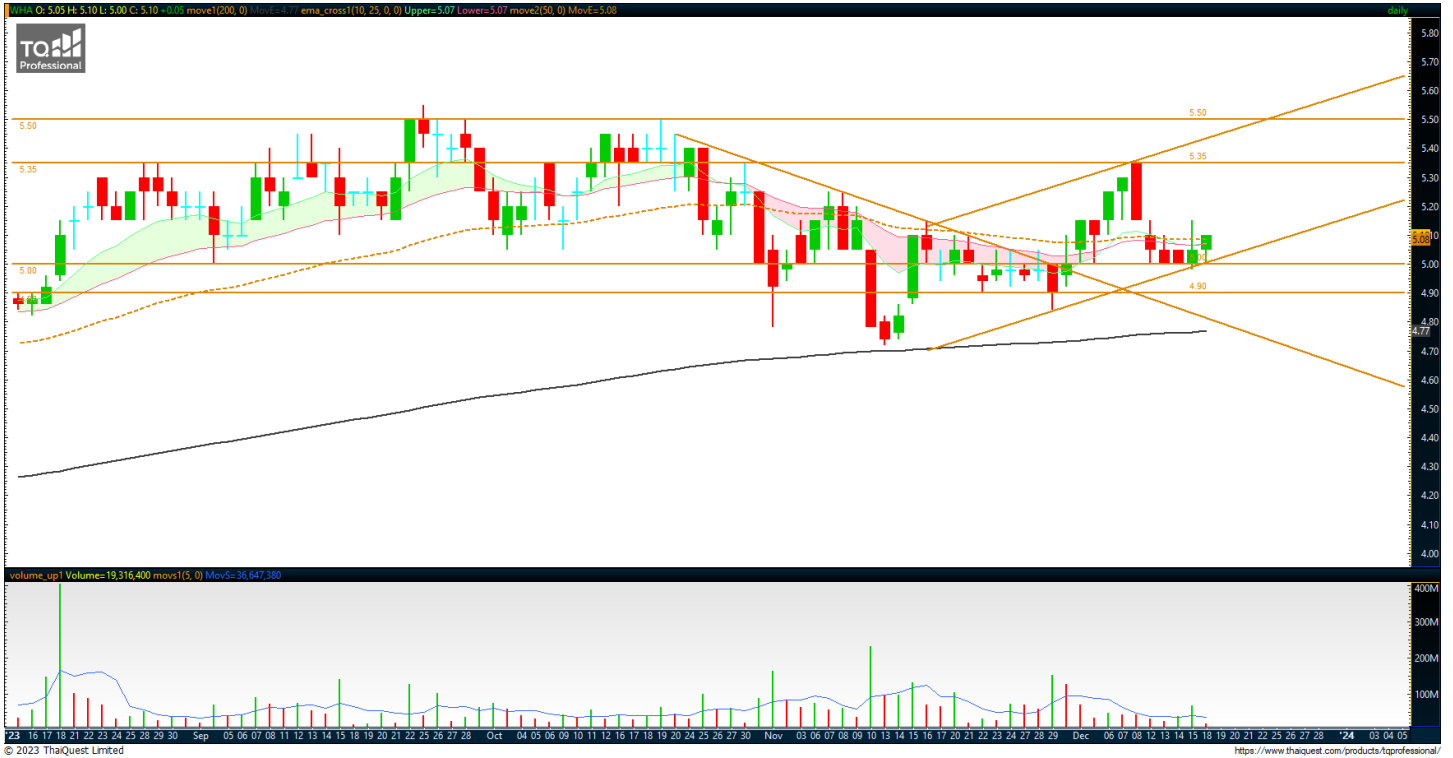 WHA O: 5.05 H: 5.10 L: 5.00 C: 5.10 +0.05 move1(200, 0) MovE=4.77 ema_cross1(10, 25, 0, 0) Upper=5.07 Lower=5.07 move2(50, 0) MovE=5.08 daily
TQ
Professional
5.80
5.70
5.60
5.50
5.40
5.30
5.20
5.10
5.08
5.00
4.90
4.80
4.77
4.70
4.60
4.50
4.40
4.30
4.20
4.10
4.00
5.50
5.50
5.35
5.35
5.00
4.90
volume_up1 Volume=19,316,400 movs1(5, 0) MovS=36,647,380
400M
300M
200M
100M
'23 16 17 18 21 22 23 24 25 28 29 30 Sep 05 06 07 08 11 12 13 14 15 18 19 20 21 22 25 26 27 28 Oct 04 05 06 09 10 11 12 16 17 18 19 20 24 25 26 27 30 Nov 03 06 07 08 09 10 13 14 15 16 17 20 21 22 23 24 27 28 29 Dec 06 07 08 12 13 14 15 18 19 20 21 22 25 26 27 28 '24 03 04 05
© 2023 ThaiQuest Limited
https://www.thaiquest.com/products/tqprofessional/